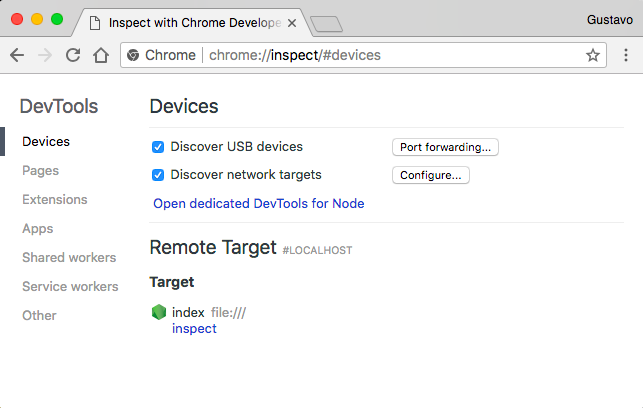 Inspect with Chrome Develope
Gustavo
Chrome chrome://inspect/#devices
DevTools
Devices
Pages
Extensions
Apps
Shared workers
Service workers
Other
Devices
Discover USB devices Port forwarding...
Discover network targets Configure...
Open dedicated DevTools for Node
Remote Target #LOCALHOST
Target
index file:///
inspect